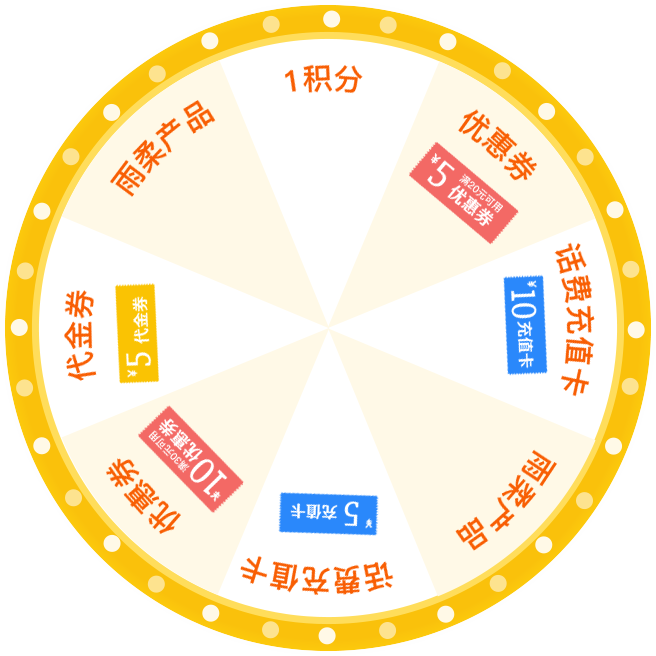 1积分
优惠券
¥5
满20元可用
优惠券
话费充值卡
¥10
充值卡
雨柔产品
话费充值卡
¥5
充值卡
优惠券
¥10
满30元可用
优惠券
代金券
¥5
代金券
雨柔产品